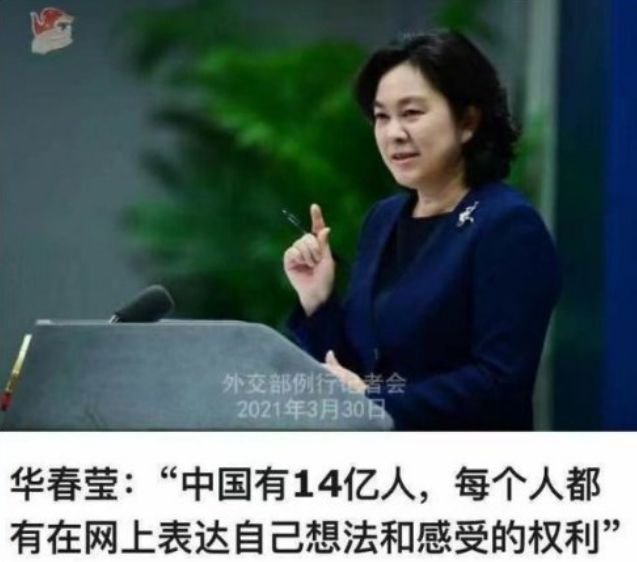 外交部例行记者会
2021年3月30日
华春莹：“中国有14亿人，每个人都
有在网上表达自己想法和感受的权利”